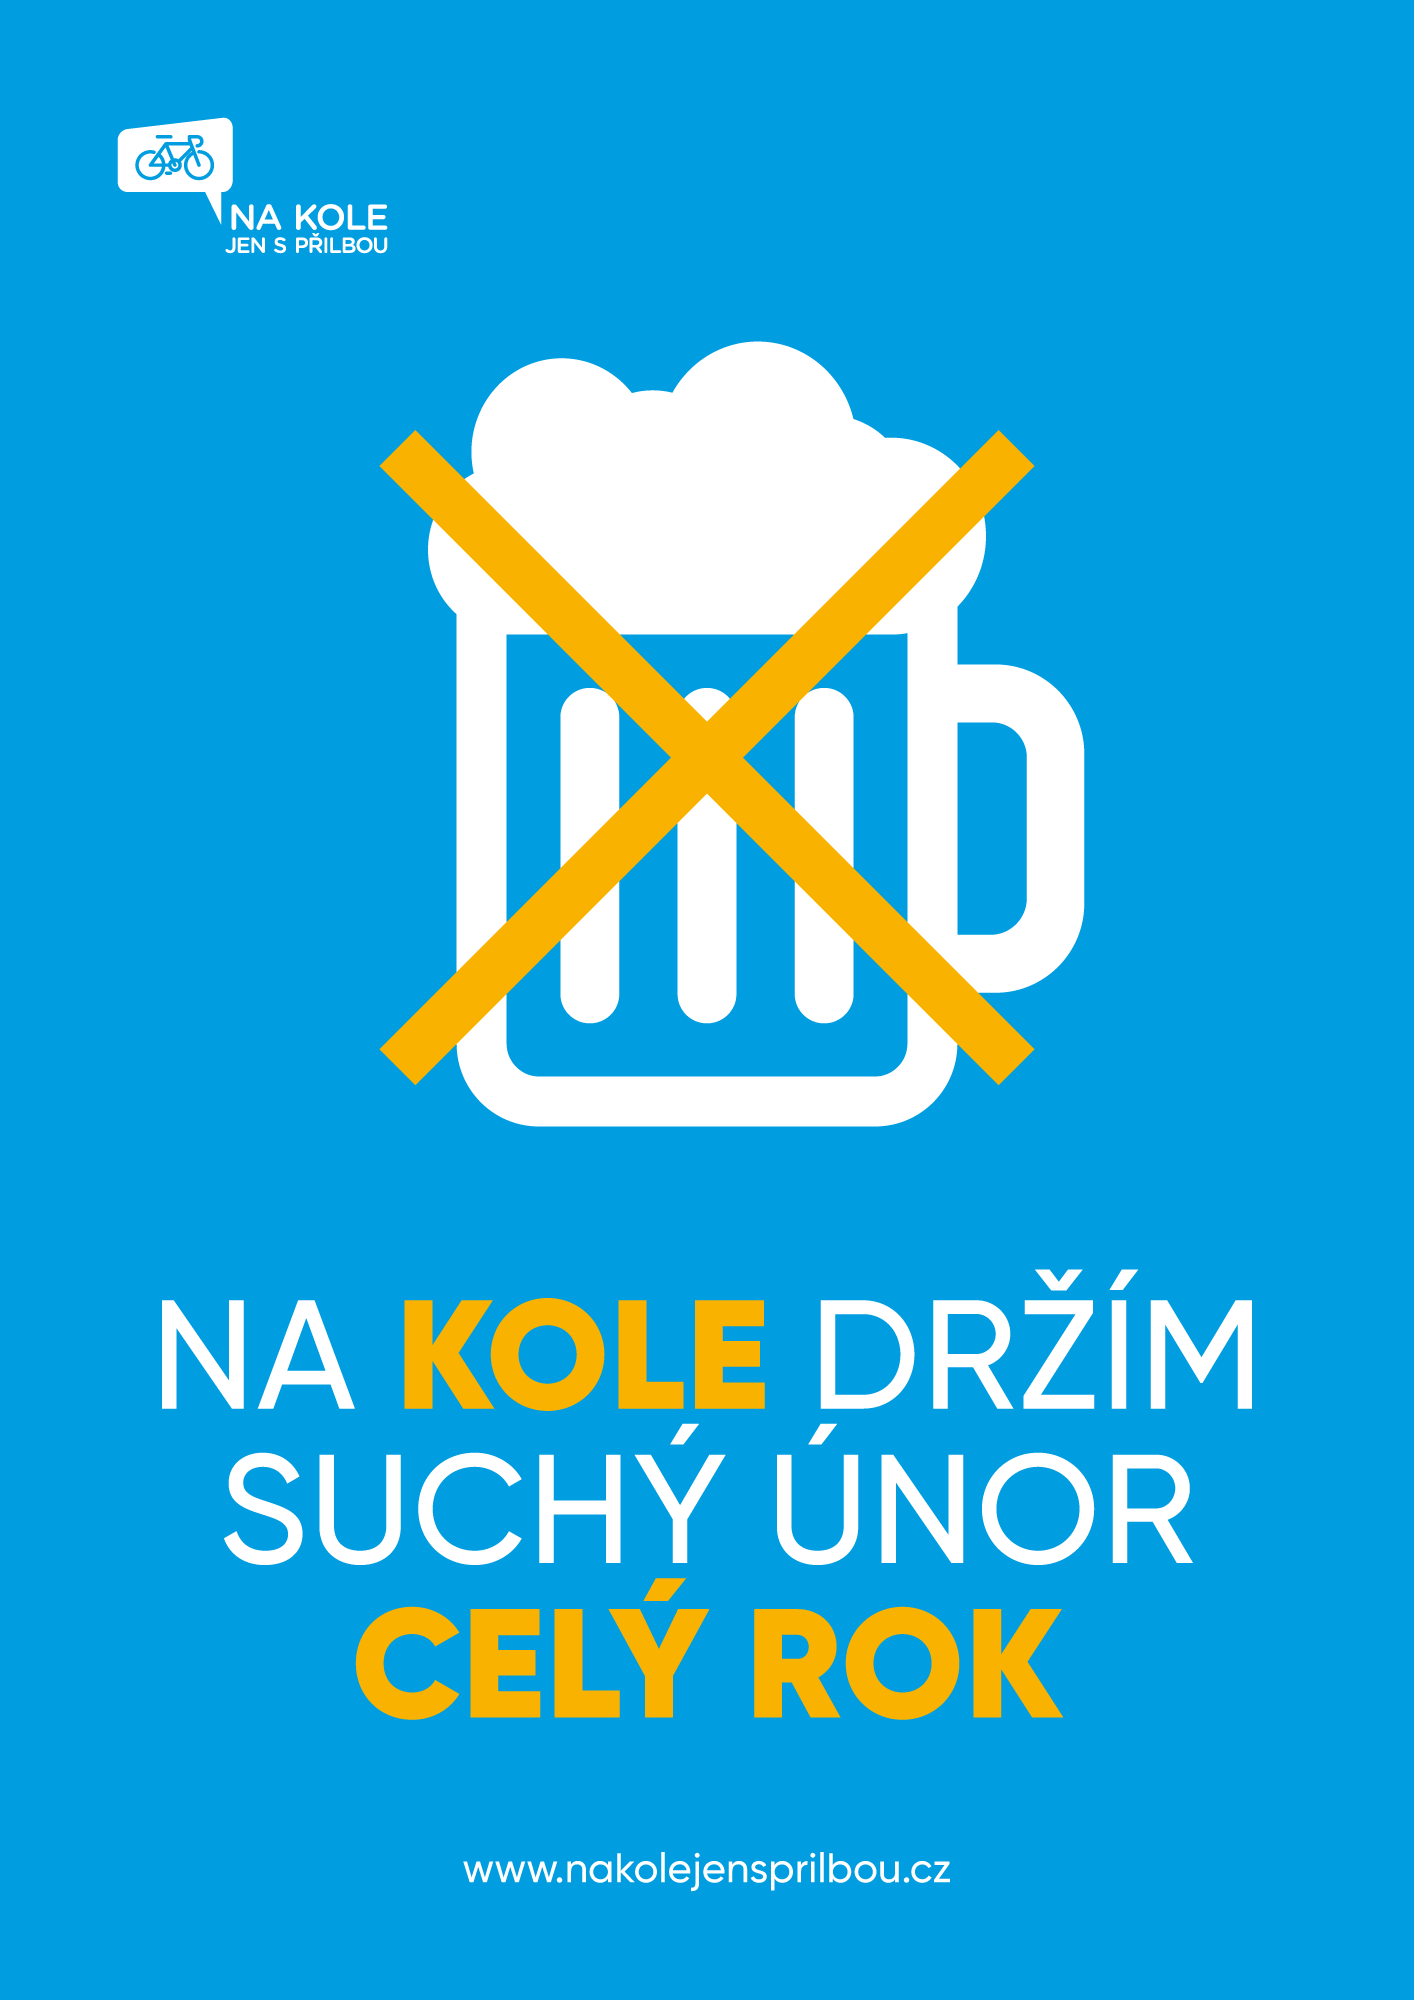 NA KOLE
JEN S PŘILBOU
NA KOLE DRŽÍM
SUCHÝ ÚNOR
CELÝ ROK
www.nakolejensprilbou.cz